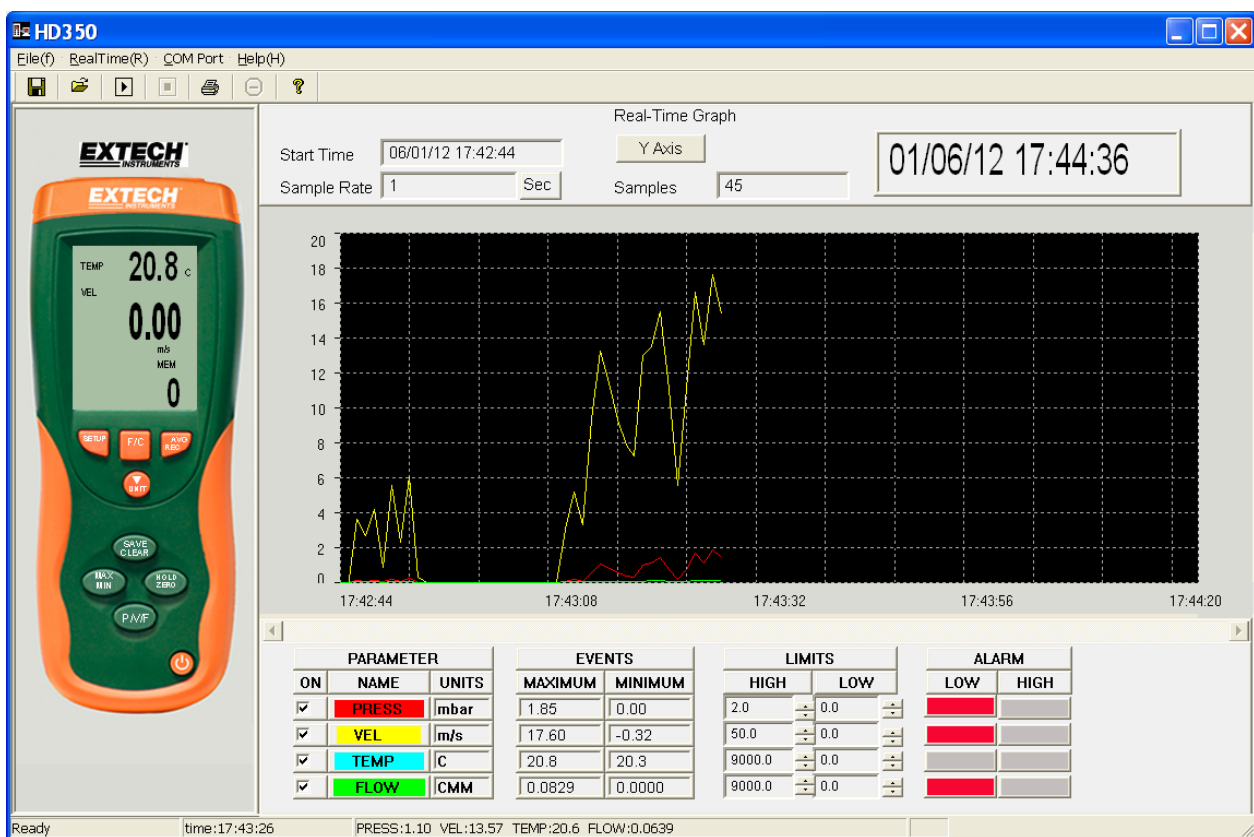 HD350
File(f) RealTime(R) COM Port Help(H)
EXTECH
INSTRUMENTS
EXTECH
INSTRUMENTS
TEMP 20.8 C
VEL
0.00
m/s
MEM
0
SETUP F/C AVG REC
UNIT
SAVE CLEAR
MAX MIN HOLD ZERO
P/V/F
Real-Time Graph
Start Time 06/01/12 17:42:44 Y Axis 01/06/12 17:44:36
Sample Rate 1 Sec Samples 45
20
18
16
14
12
10
8
6
4
2
0
17:42:44 17:43:08 17:43:32 17:43:56 17:44:20
PARAMETER EVENTS LIMITS ALARM
ON NAME UNITS MAXIMUM MINIMUM HIGH LOW LOW HIGH
PRESS mbar 1.85 0.00 2.0 0.0
VEL m/s 17.60 -0.32 50.0 0.0
TEMP C 20.8 20.3 9000.0 0.0
FLOW CMM 0.0829 0.0000 9000.0 0.0
Ready time:17:43:26 PRESS:1.10 VEL:13.57 TEMP:20.6 FLOW:0.0639